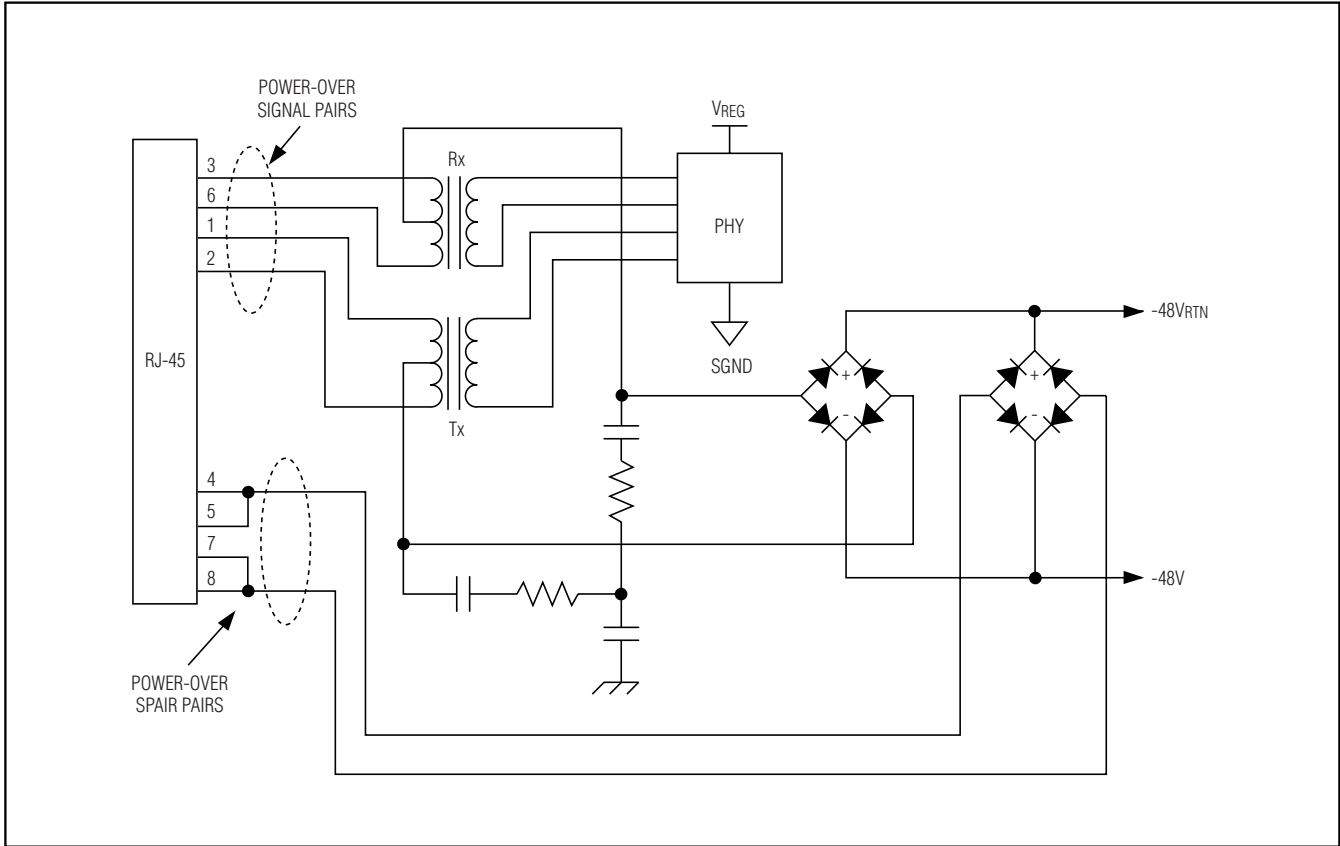 POWER-OVER
SIGNAL PAIRS
VREG
RJ-45
3
6
1
2
Rx
PHY
SGND
Tx
-48VRTN
+
-
+
-
4
5
7
8
-48V
POWER-OVER
SPAIR PAIRS